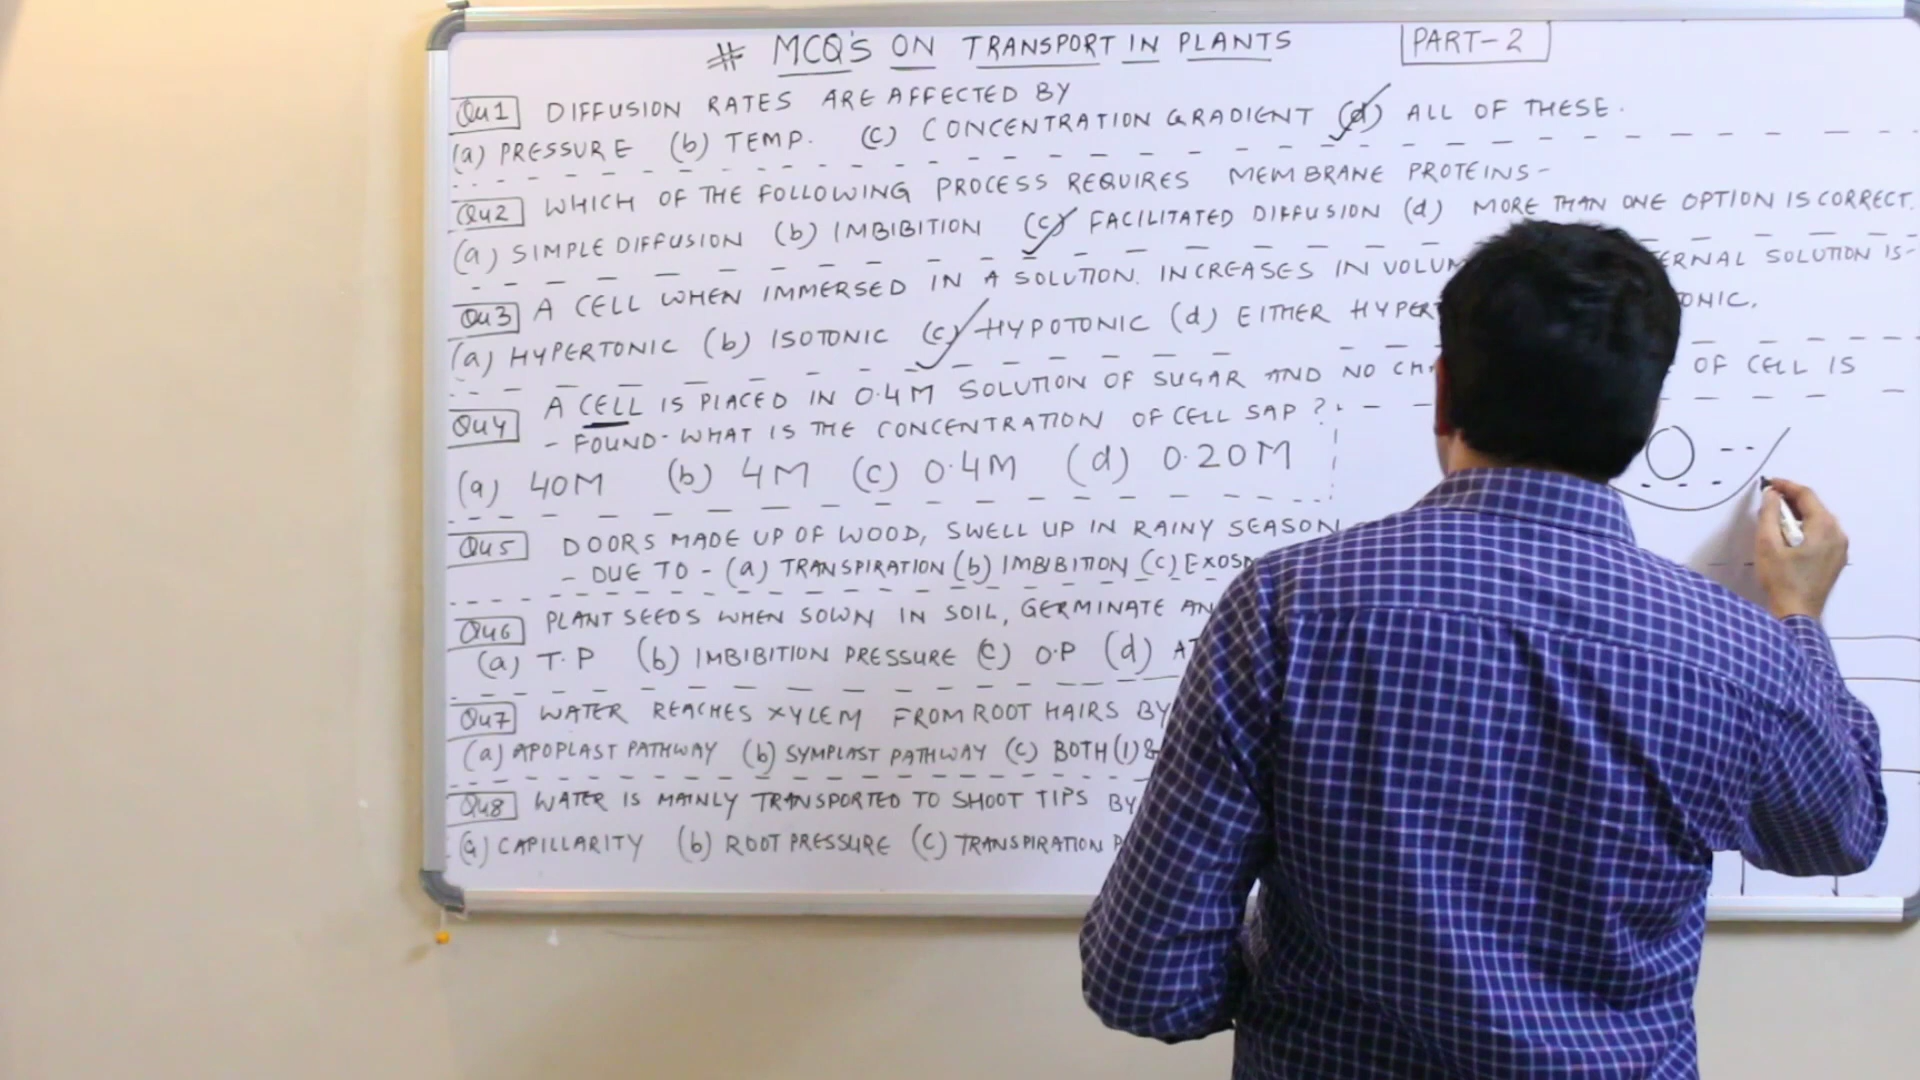 # MCQ'S ON TRANSPORT IN PLANTS PART-2
Qu1 DIFFUSION RATES ARE AFFECTED BY
(a) PRESSURE (b) TEMP. (c) CONCENTRATION GRADIENT (d) ALL OF THESE.
Qu2 WHICH OF THE FOLLOWING PROCESS REQUIRES MEMBRANE PROTEINS-
(a) SIMPLE DIFFUSION (b) IMBIBITION (c) FACILITATED DIFFUSION (d) MORE THAN ONE OPTION IS CORRECT.
Qu3 A CELL WHEN IMMERSED IN A SOLUTION. INCREASES IN SOLUTION IS-
(a) HYPERTONIC (b) ISOTONIC (c) HYPOTONIC (d) EITHER
Qu4 A CELL IS PLACED IN 0.4M SOLUTION OF SUGAR AND NO OF CELL IS
- FOUND - WHAT IS THE CONCENTRATION OF CELL SAP ?
(a) 40M (b) 4M (c) 0.4M (d) 0.20M
Qu5 DOORS MADE UP OF WOOD, SWELL UP IN RAINY SEASON
- DUE TO - (a) TRANSPIRATION (b) IMBIBITION (c)
Qu6 PLANT SEEDS WHEN SOWN IN SOIL, GERMINATE
(a) T.P (b) IMBIBITION PRESSURE (c) O.P (d)
Qu7 WATER REACHES XYLEM FROM ROOT HAIRS BY
(a) APOPLAST PATHWAY (b) SYMPLAST PATHWAY (c) BOTH (1) &
Qu8 WATER IS MAINLY TRANSPORTED TO SHOOT TIPS BY
(a) CAPILLARITY (b) ROOT PRESSURE (c) TRANSPIRATION